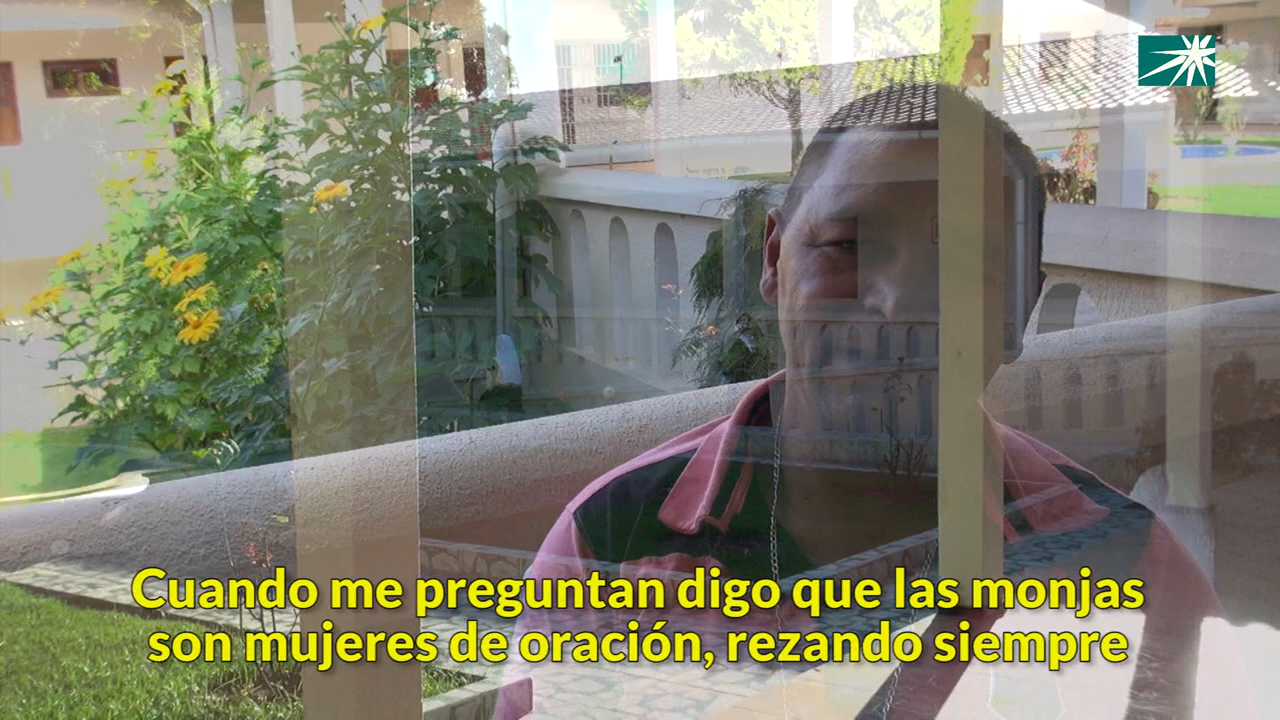 Cuando me preguntan digo que las monjas
son mujeres de oración, rezando siempre